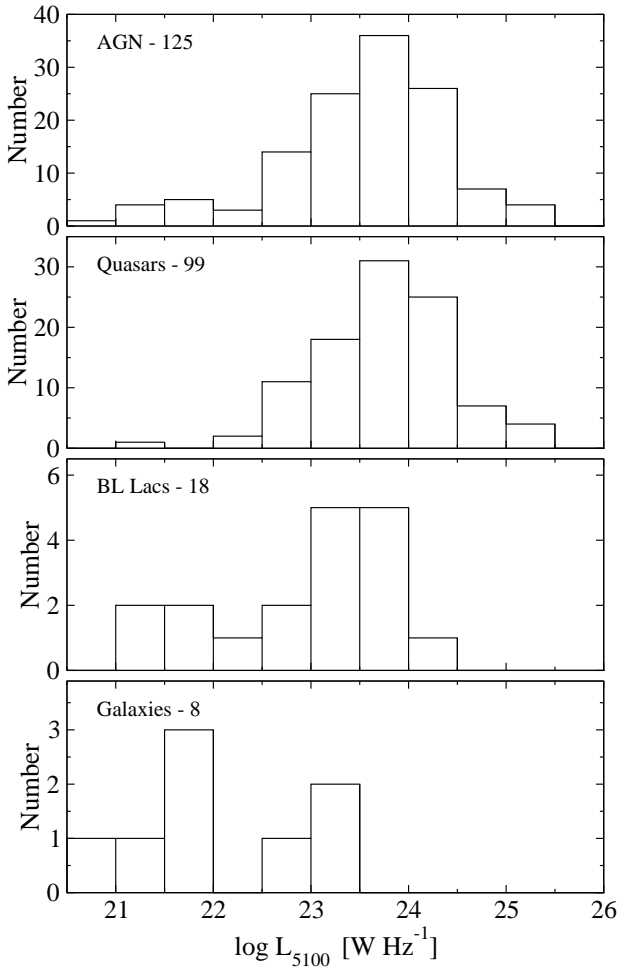 40
30
20
10
0
Number
AGN - 125
30
20
10
0
Number
Quasars - 99
6
4
2
0
Number
BL Lacs - 18
3
2
1
0
Number
Galaxies - 8
21 22 23 24 25 26
log L5100 [W Hz-1]